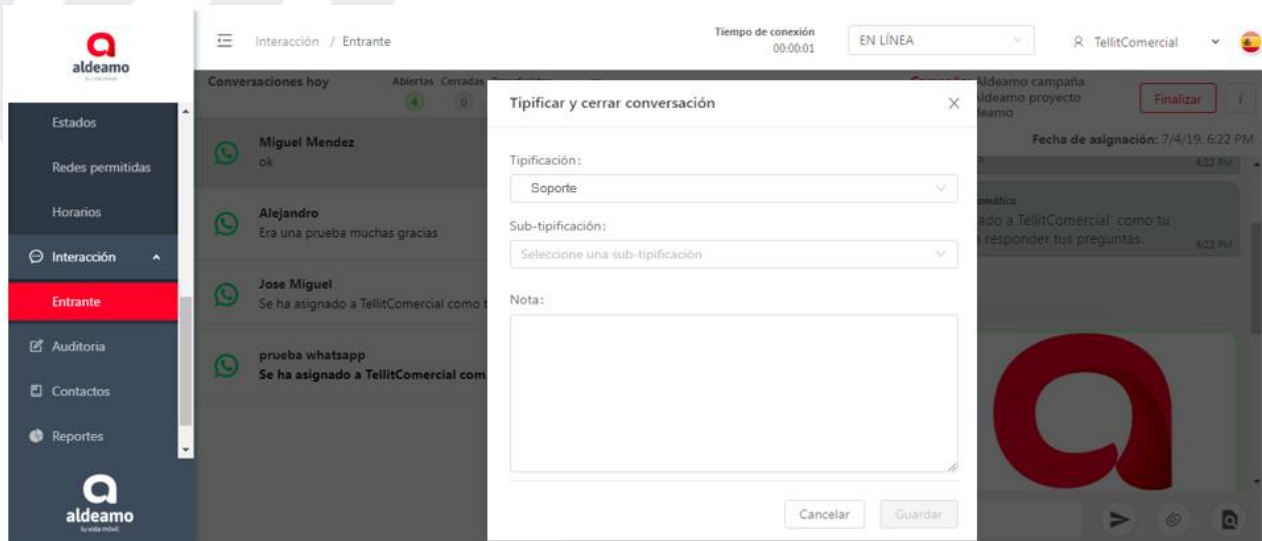 aldeamo
Interacción / Entrante
Tiempo de conexión
00:00:01
EN LÍNEA
TellitComercial
Estados
Redes permitidas
Horarios
Interacción
Entrante
Auditoria
Contactos
Reportes
aldeamo
tu vida móvil
Conversaciones hoy
Abiertas Cerradas
4 0
Miguel Mendez
ok
Alejandro
Era una prueba muchas gracias
Jose Miguel
Se ha asignado a TellitComercial como t
prueba whatsapp
Se ha asignado a TellitComercial com
Tipificar y cerrar conversación
Tipificación:
Soporte
Sub-tipificación:
Seleccione una sub-tipificación
Nota:
Cancelar
Guardar
Aldeamo campaña
Aldeamo proyecto
Finalizar
Fecha de asignación: 7/4/19, 6:22 PM
6:22 PM
ado a TellitComercial como tu
responder tus preguntas.
6:22 PM